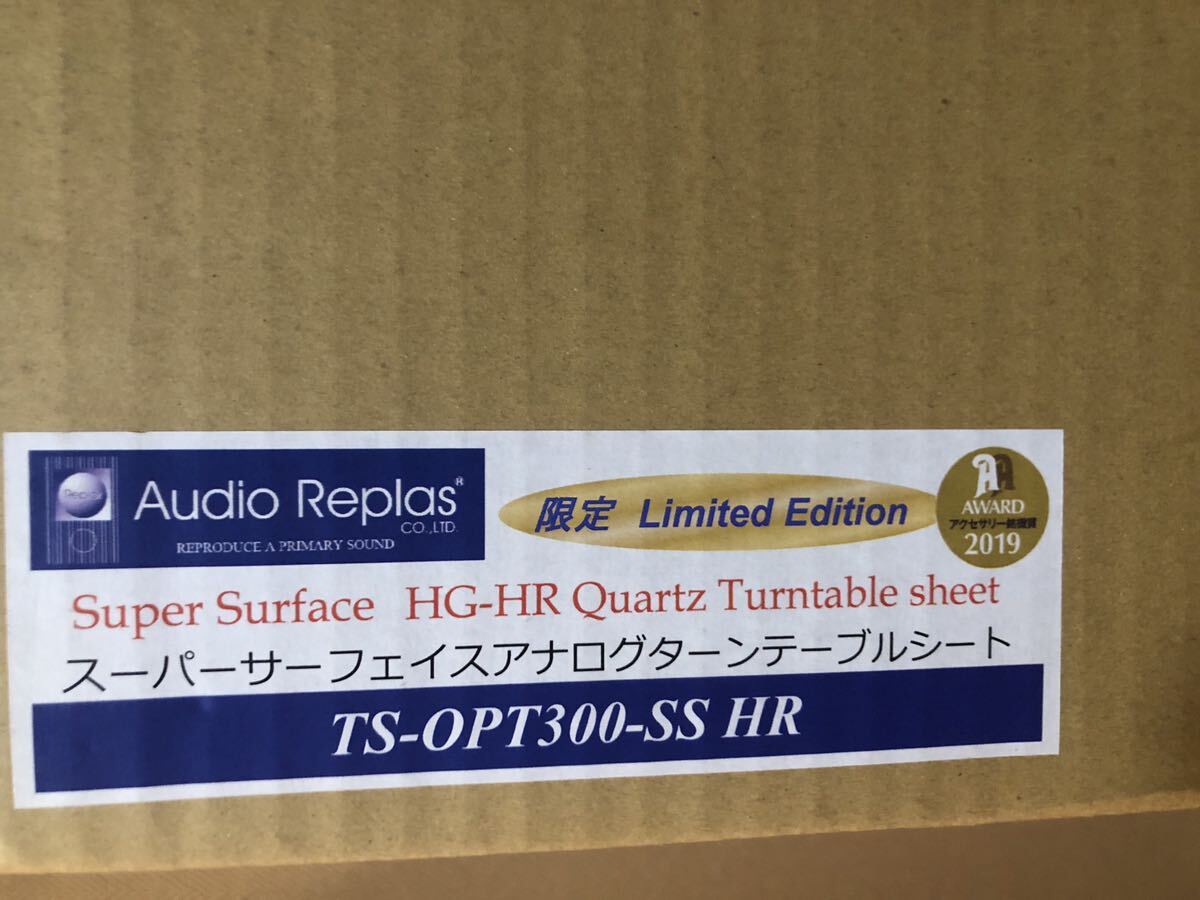 Replas
Audio Replas®
CO.,LTD.
REPRODUCE A PRIMARY SOUND
限定 Limited Edition
AA
AWARD
アクセサリー銘機賞
2019
Super Surface HG-HR Quartz Turntable sheet
スーパーサーフェイスアナログターンテーブルシート
TS-OPT300-SS HR